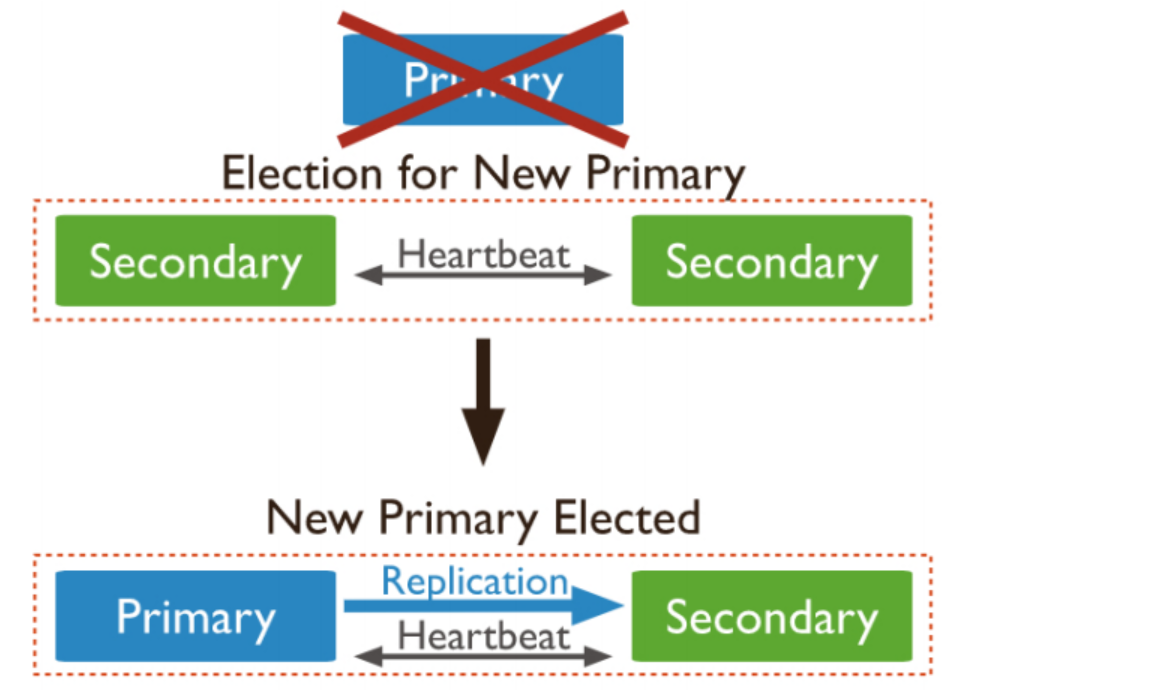 Primary
Election for New Primary
Secondary
Heartbeat
Secondary
New Primary Elected
Primary
Replication
Heartbeat
Secondary